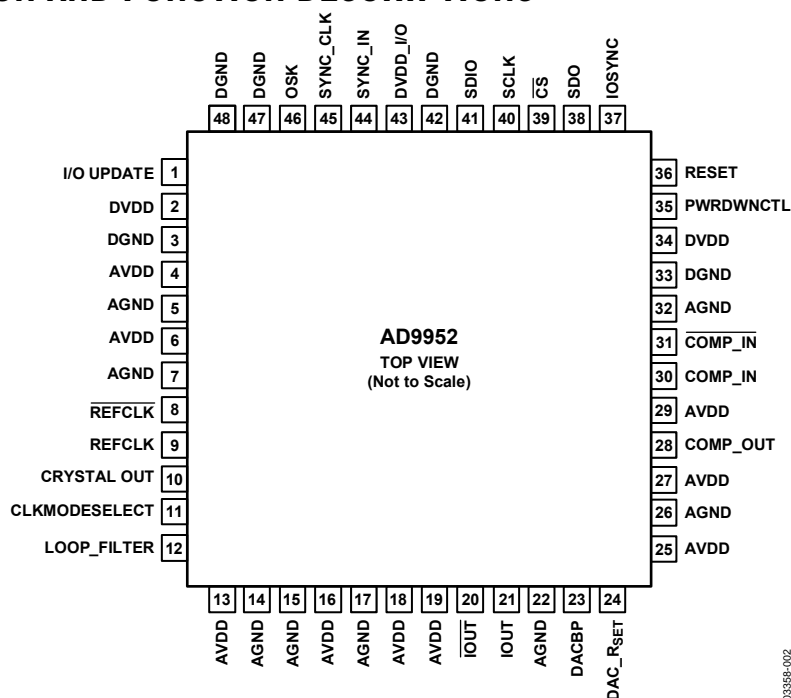 DGND
DGND
OSK
SYNC_CLK
SYNC_IN
DVDD_I/O
DGND
SDIO
SCLK
CS
SDO
IOSYNC
48 47 46 45 44 43 42 41 40 39 38 37
I/O UPDATE 1
DVDD 2
DGND 3
AVDD 4
AGND 5
AVDD 6
AGND 7
REFCLK 8
REFCLK 9
CRYSTAL OUT 10
CLKMODESELECT 11
LOOP_FILTER 12
AD9952
TOP VIEW
(Not to Scale)
36 RESET
35 PWRDWNCTL
34 DVDD
33 DGND
32 AGND
31 COMP_IN
30 COMP_IN
29 AVDD
28 COMP_OUT
27 AVDD
26 AGND
25 AVDD
13 14 15 16 17 18 19 20 21 22 23 24
AVDD
AGND
AGND
AVDD
AGND
AVDD
AVDD
IOUT
IOUT
AGND
DACBP
DAC_RSET
03358-002